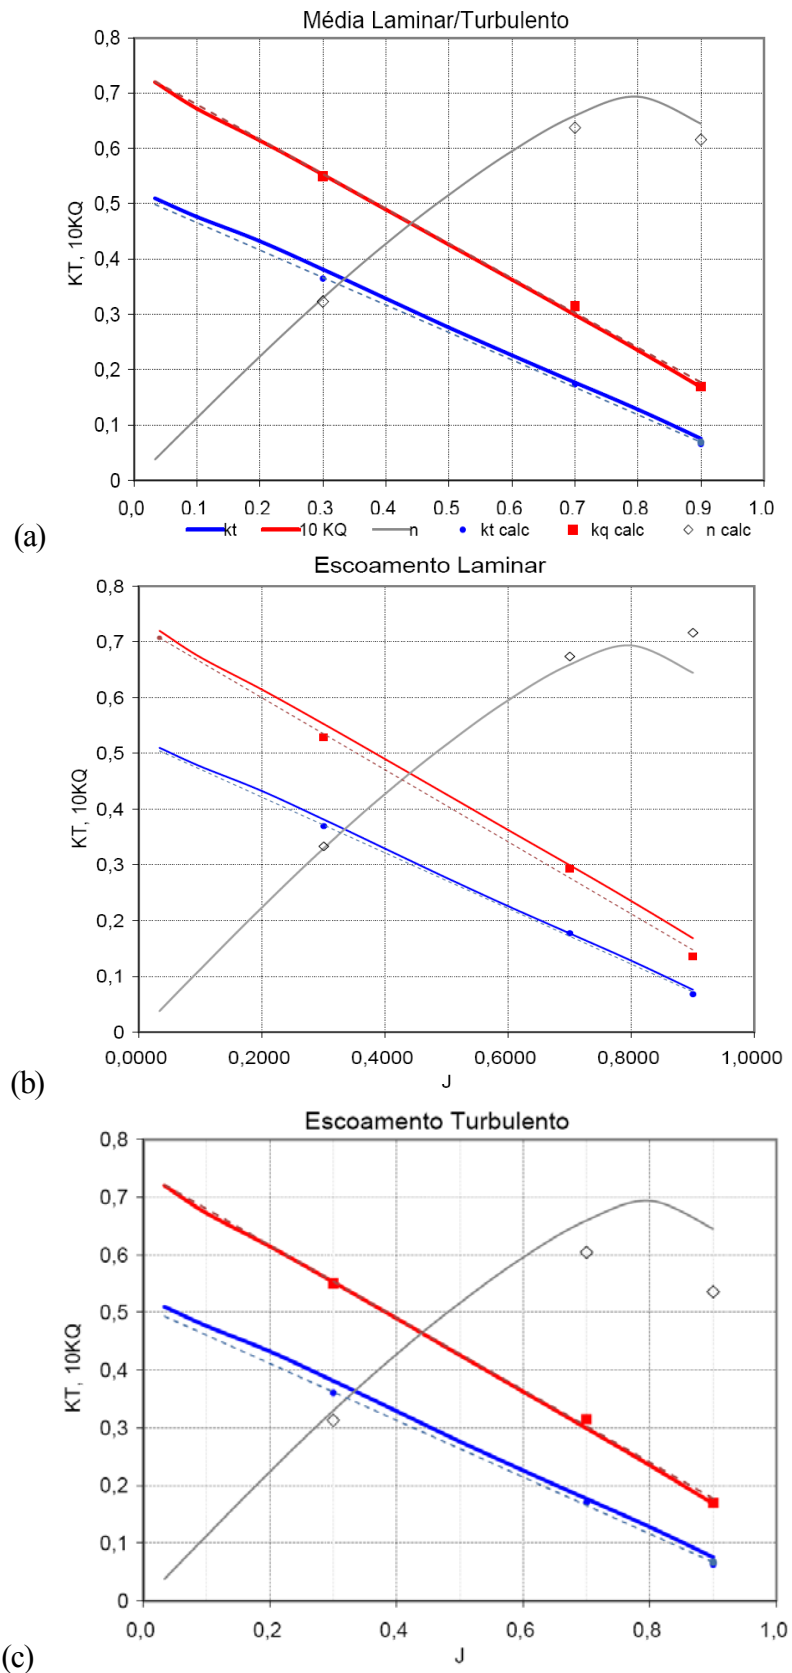 Média Laminar/Turbulento
0,8
0,7
0,6
0,5
0,4
0,3
0,2
0,1
0
KT, 10KQ
0,0 0.1 0.2 0.3 0.4 0.5 0.6 0.7 0.8 0.9 1.0
kt 10 KQ n kt calc kq calc n calc
(a)
Escoamento Laminar
0,8
0,7
0,6
0,5
0,4
0,3
0,2
0,1
0
KT, 10KQ
0,0000 0,2000 0,4000 0,6000 0,8000 1,0000
J
(b)
Escoamento Turbulento
0,8
0,7
0,6
0,5
0,4
0,3
0,2
0,1
0
KT, 10KQ
0,0 0,2 0,4 0,6 0,8 1,0
J
(c)